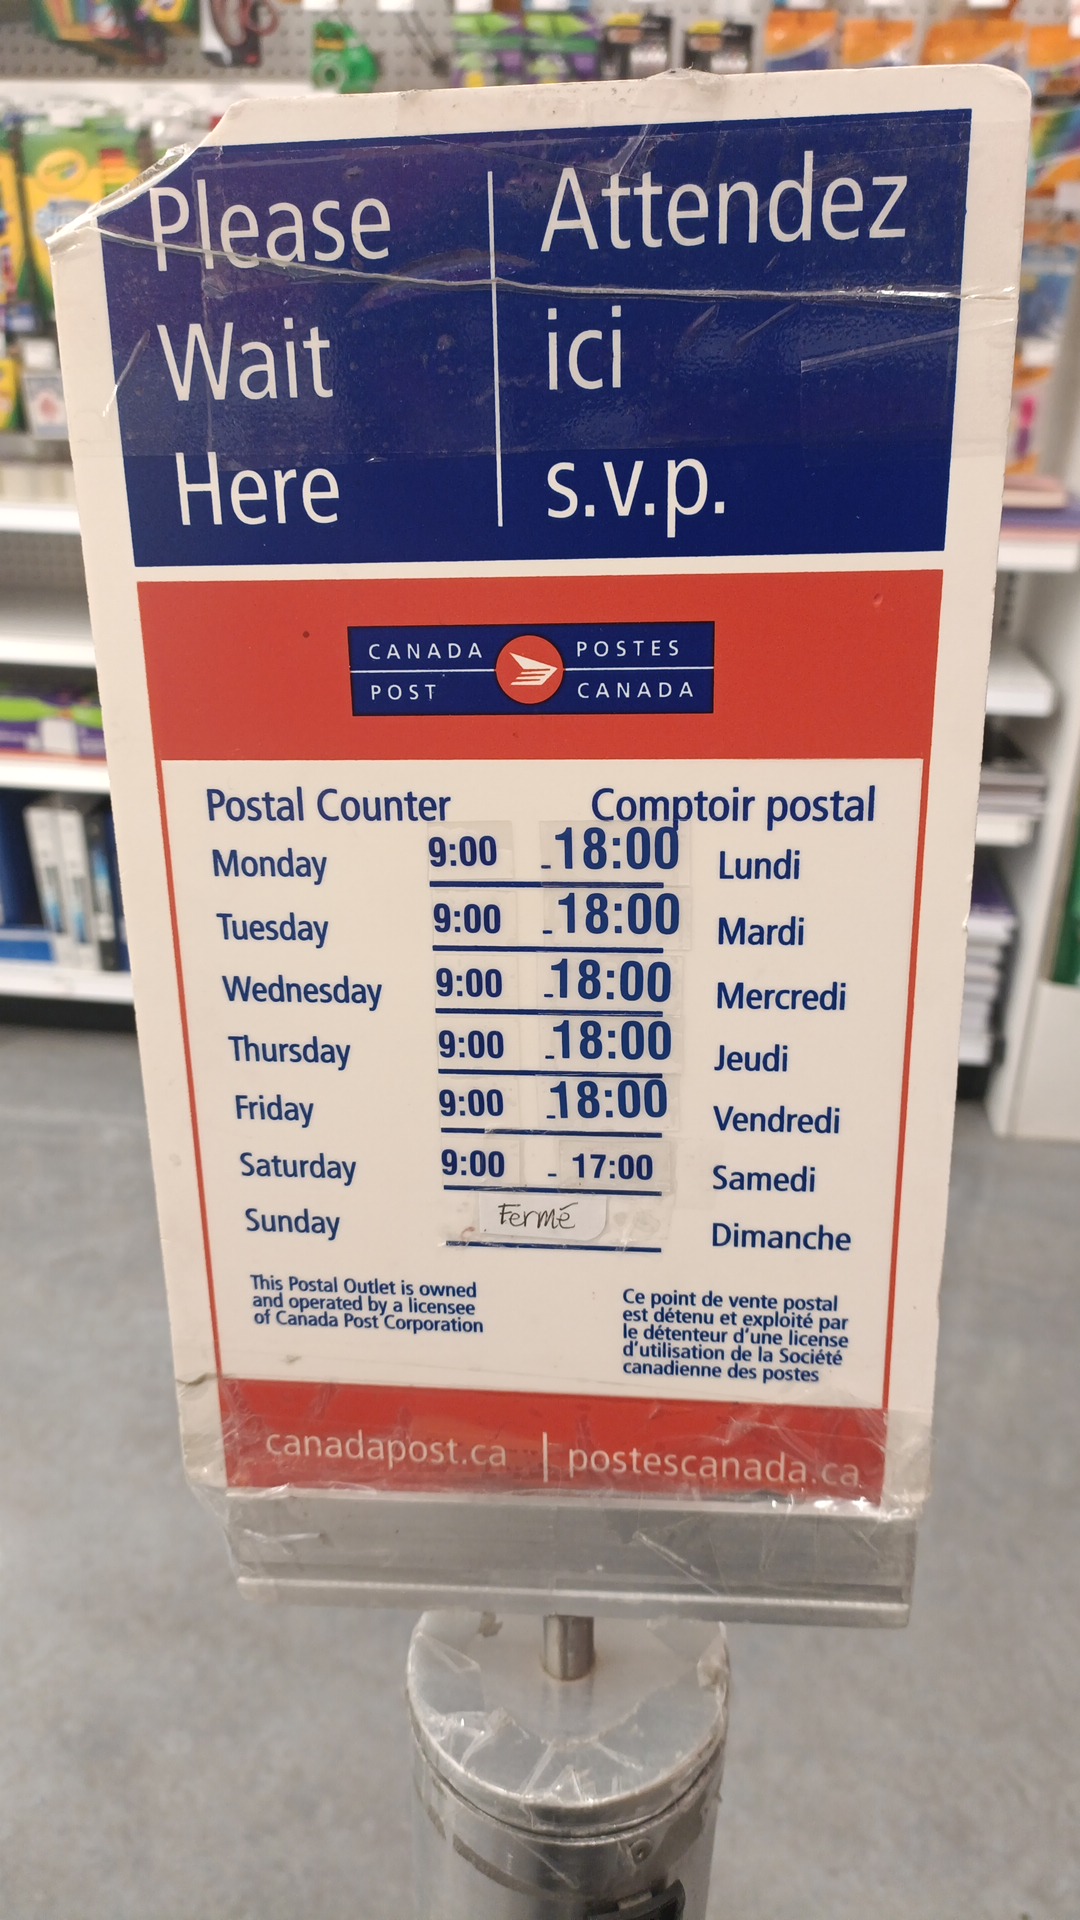 Please
Wait
Here
Attendez
ici
s.v.p.
CANADA
POST
POSTES
CANADA
Postal Counter Comptoir postal
Monday 9:00 - 18:00 Lundi
Tuesday 9:00 - 18:00 Mardi
Wednesday 9:00 - 18:00 Mercredi
Thursday 9:00 - 18:00 Jeudi
Friday 9:00 - 18:00 Vendredi
Saturday 9:00 - 17:00 Samedi
Sunday Fermé Dimanche
This Postal Outlet is owned
and operated by a licensee
of Canada Post Corporation
Ce point de vente postal
est détenu et exploité par
le détenteur d'une license
d'utilisation de la Société
canadienne des postes
canadapost.ca | postescanada.ca